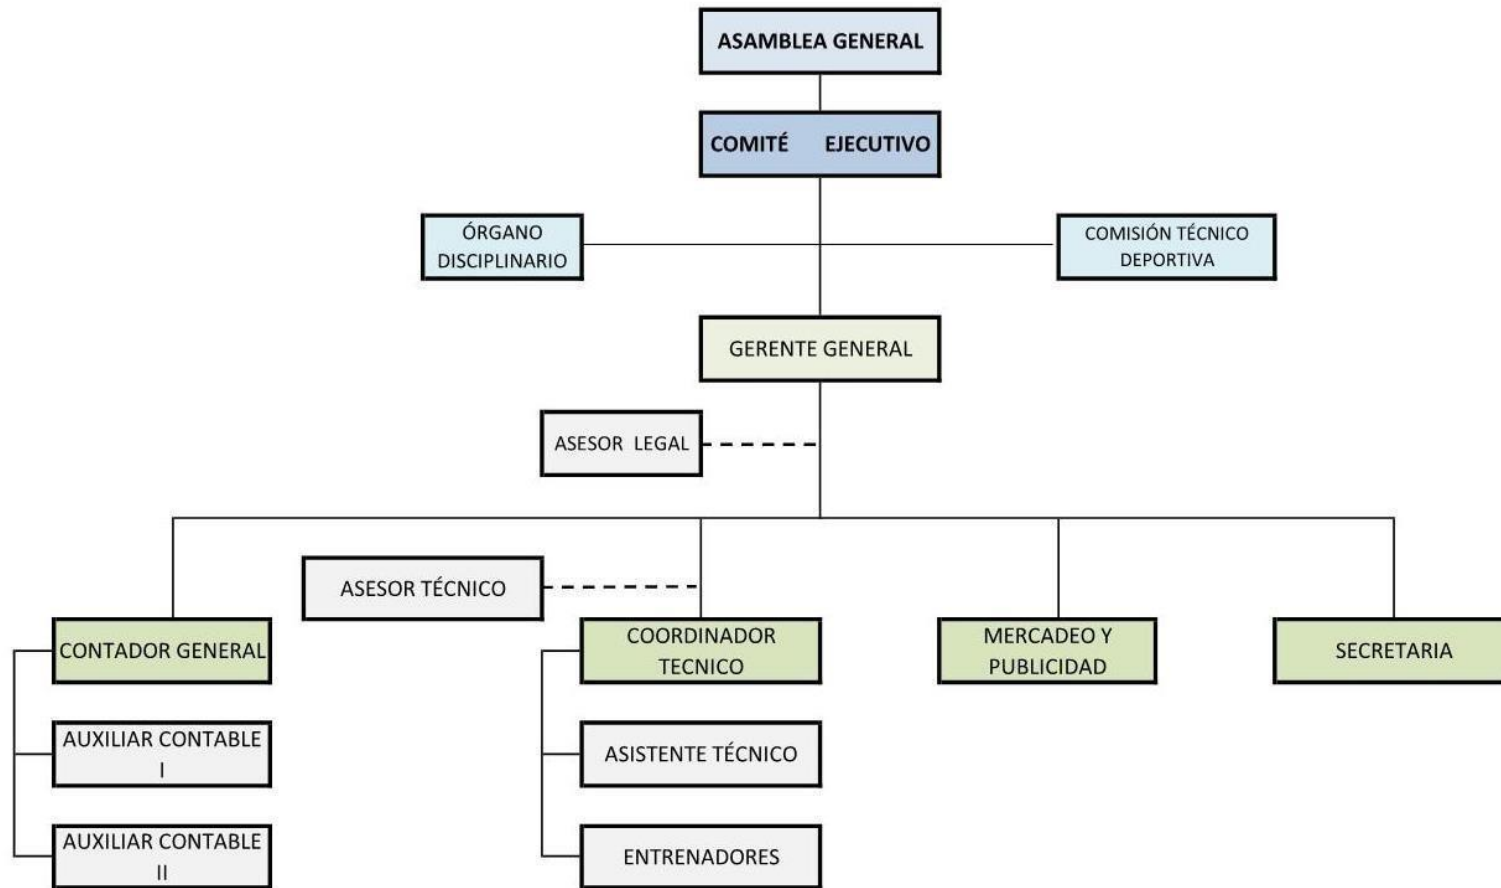 ASAMBLEA GENERAL
COMITÉ EJECUTIVO
ÓRGANO
DISCIPLINARIO
COMISIÓN TÉCNICO
DEPORTIVA
GERENTE GENERAL
ASESOR LEGAL
ASESOR TÉCNICO
CONTADOR GENERAL
COORDINADOR
TECNICO
MERCADEO Y
PUBLICIDAD
SECRETARIA
AUXILIAR CONTABLE
I
ASISTENTE TÉCNICO
AUXILIAR CONTABLE
II
ENTRENADORES